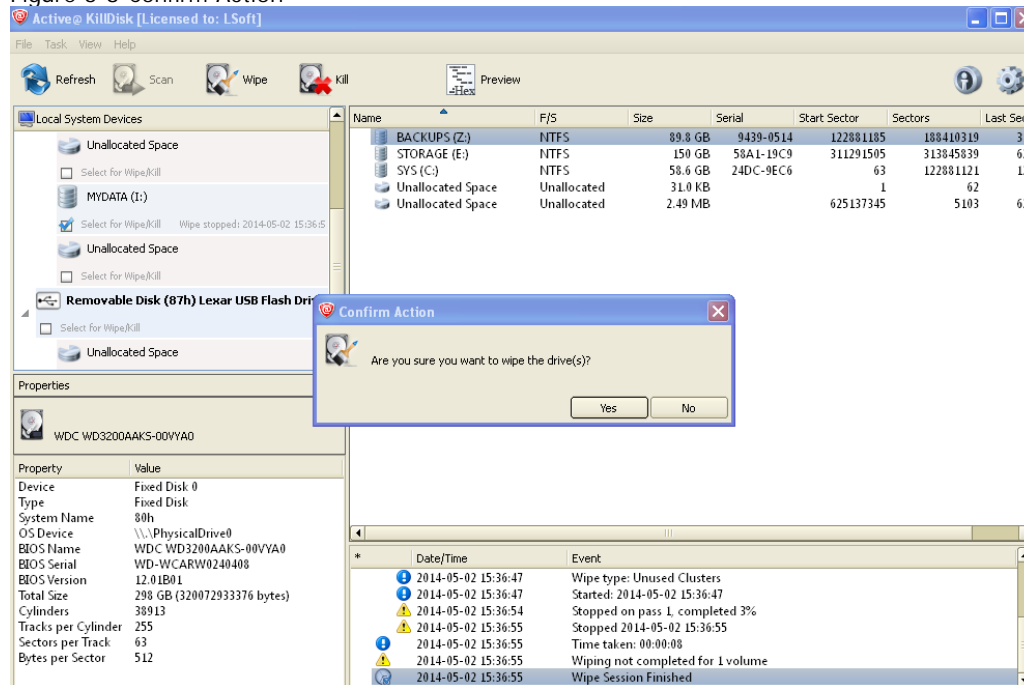 Active@ KillDisk [Licensed to: LSoft]
File Task View Help
Refresh Scan Wipe Kill Preview
Local System Devices
Unallocated Space
Select for Wipe/Kill
MYDATA (I:)
Select for Wipe/Kill Wipe stopped: 2014-05-02 15:36:5
Unallocated Space
Select for Wipe/Kill
Removable Disk (87h) Lexar USB Flash Dri
Select for Wipe/Kill
Unallocated Space
Name F/S Size Serial Start Sector Sectors Last Se
BACKUPS (Z:) NTFS 89.8 GB 9439-0514 122881185 188410319 3
STORAGE (E:) NTFS 150 GB 58A1-19C9 311291505 313845839 6
SYS (C:) NTFS 58.6 GB 24DC-9EC6 63 122881121 1
Unallocated Space Unallocated 31.0 KB 1 62
Unallocated Space Unallocated 2.49 MB 625137345 5103 6
Confirm Action
Are you sure you want to wipe the drive(s)?
Yes No
Properties
WDC WD3200AAKS-00VYA0
Property Value
Device Fixed Disk 0
Type Fixed Disk
System Name 80h
OS Device \\.\PhysicalDrive0
BIOS Name WDC WD3200AAKS-00VYA0
BIOS Serial WD-WCARW0240408
BIOS Version 12.01B01
Total Size 298 GB (320072933376 bytes)
Cylinders 38913
Tracks per Cylinder 255
Sectors per Track 63
Bytes per Sector 512
* Date/Time Event
2014-05-02 15:36:47 Wipe type: Unused Clusters
2014-05-02 15:36:47 Started: 2014-05-02 15:36:47
2014-05-02 15:36:54 Stopped on pass 1, completed 3%
2014-05-02 15:36:55 Stopped 2014-05-02 15:36:55
2014-05-02 15:36:55 Time taken: 00:00:08
2014-05-02 15:36:55 Wiping not completed for 1 volume
2014-05-02 15:36:55 Wipe Session Finished